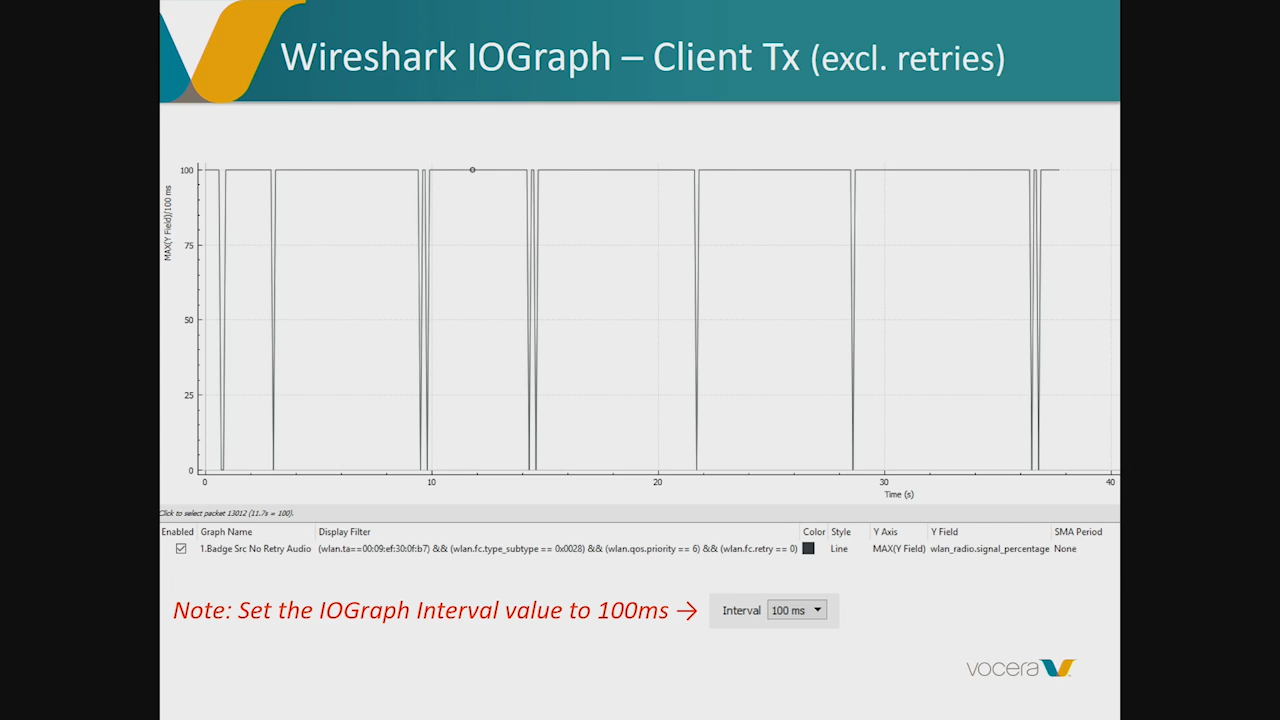 Wireshark IOGraph – Client Tx (excl. retries)
MAX(Y Field)/100 ms
100
75
50
25
0
0 10 20 30 40
Time (s)
Click to select packet 13012 (11.7s = 100).
Enabled Graph Name Display Filter Color Style Y Axis Y Field SMA Period
1.Badge Src No Retry Audio (wlan.ta==00:09:ef:30:0f:b7) && (wlan.fc.type_subtype == 0x0028) && (wlan.qos.priority == 6) && (wlan.fc.retry == 0) Line MAX(Y Field) wlan_radio.signal_percentage None
Note: Set the IOGraph Interval value to 100ms → Interval 100 ms
vocera